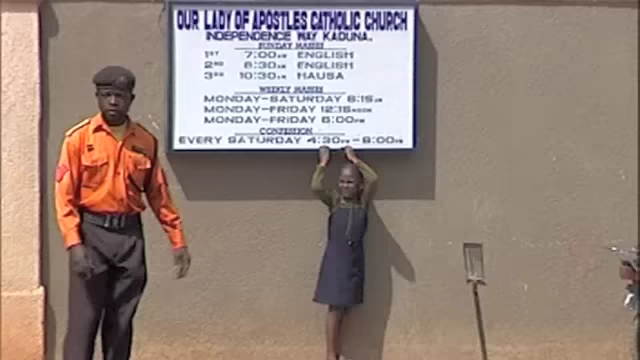 OUR LADY OF APOSTLES CATHOLIC CHURCH
INDEPENDENCE WAY KADUNA.
SUNDAY MASSES
1ST 7:00AM ENGLISH
2ND 8:30AM ENGLISH
3RD 10:30AM HAUSA
WEEKLY MASSES
MONDAY-SATURDAY 6:15AM
MONDAY-FRIDAY 12:15NOON
MONDAY-FRIDAY 6:00PM
CONFESSION
EVERY SATURDAY 4:30PM-6:00PM